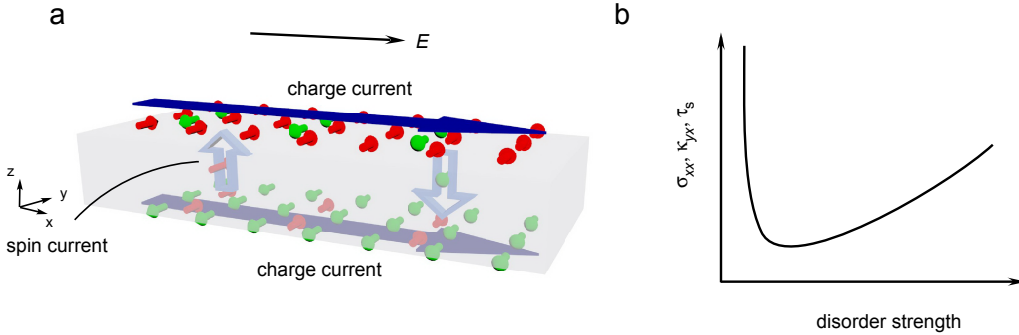 a
E
charge current
z
y
x
spin current
charge current
b
σxx, κyx, τs
disorder strength